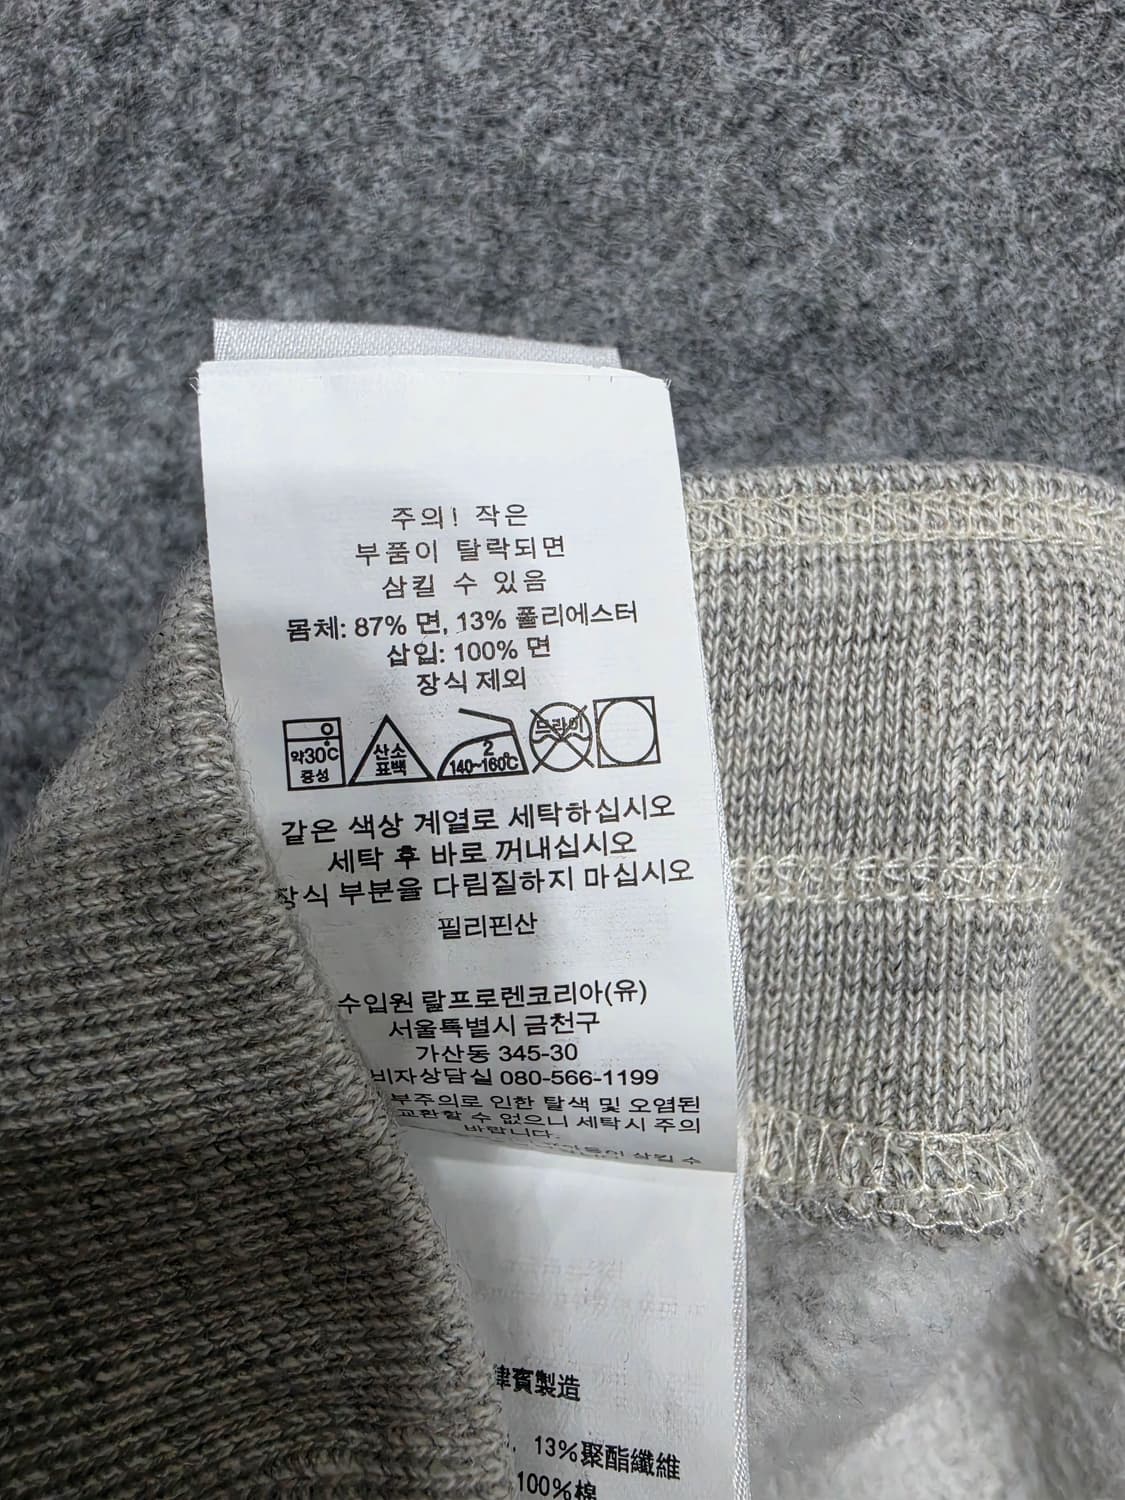 주의! 작은
부품이 탈락되면
삼킬 수 있음
몸체: 87% 면, 13% 폴리에스터
삽입: 100% 면
장식 제외
약30℃
중성
산소
표백
2
140~160℃
드라이
같은 색상 계열로 세탁하십시오
세탁 후 바로 꺼내십시오
장식 부분을 다림질하지 마십시오
필리핀산
수입원 랄프로렌코리아(유)
서울특별시 금천구
가산동 345-30
비자상담실 080-566-1199
부주의로 인한 탈색 및 오염된
교환할 수 없으니 세탁시 주의
바랍니다.
삼킬 수
律賓製造
13%聚酯纖維
100%棉